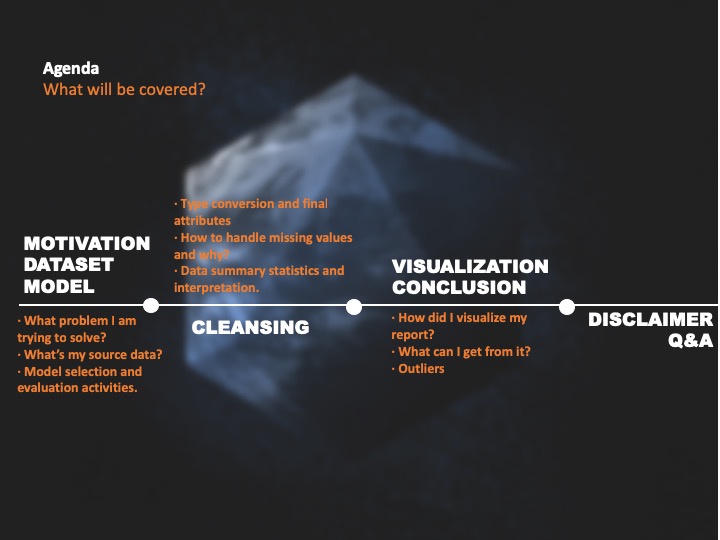 Agenda
What will be covered?
MOTIVATION
DATASET
MODEL
· What problem I am
trying to solve?
· What's my source data?
· Model selection and
evaluation activities.
· Type conversion and final
attributes
· How to handle missing values
and why?
· Data summary statistics and
interpretation.
CLEANSING
VISUALIZATION
CONCLUSION
· How did I visualize my
report?
· What can I get from it?
· Outliers
DISCLAIMER
Q&A